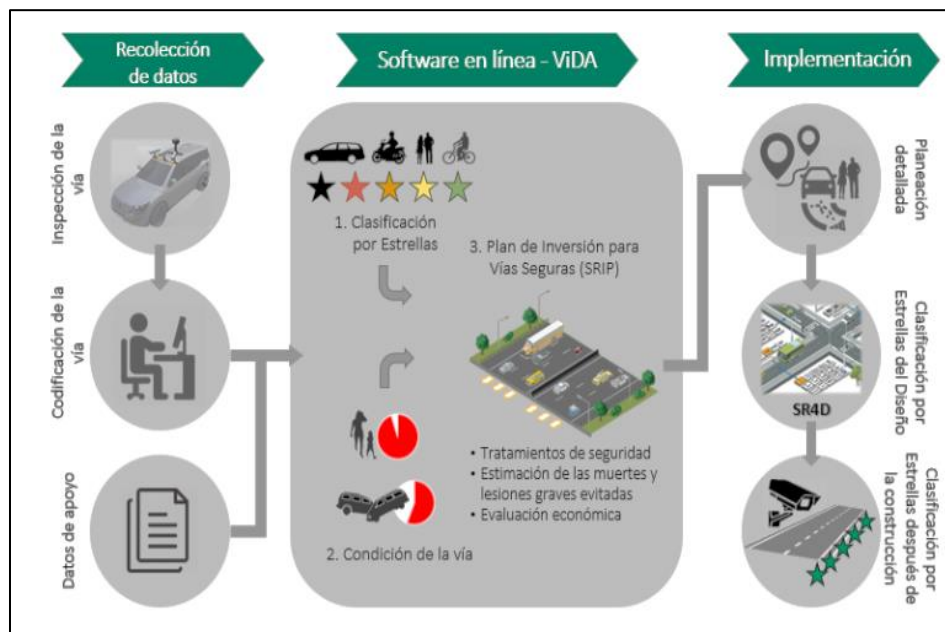 Recolección
de datos
Software en línea - ViDA
Implementación
Inspección de la
vía
Codificación de la
vía
Datos de apoyo
1. Clasificación
por Estrellas
2. Condición de la vía
3. Plan de Inversión para
Vías Seguras (SRIP)
• Tratamientos de seguridad
• Estimación de las muertes y
lesiones graves evitadas
• Evaluación económica
Planeación
detallada
Clasificación por
Estrellas del Diseño
SR4D
Clasificación por
Estrellas después de
la construcción